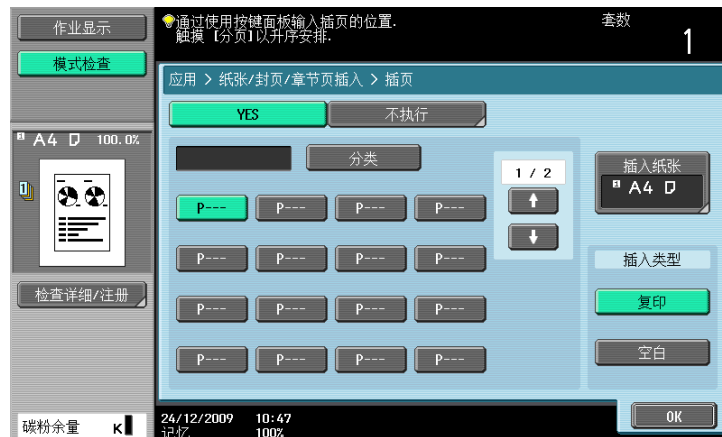 作业显示
模式检查
通过使用按键面板输入插页的位置.
触摸【分页】以升序安排.
套数
1
应用 > 纸张/封页/章节页插入 > 插页
YES
不执行
A4 100.0%
分类
1 / 2
插入纸张
A4
P--- P--- P--- P---
P--- P--- P--- P---
插入类型
检查详细/注册
复印
P--- P--- P--- P---
空白
P--- P--- P--- P---
OK
碳粉余量 K
24/12/2009 10:47
记忆 100%